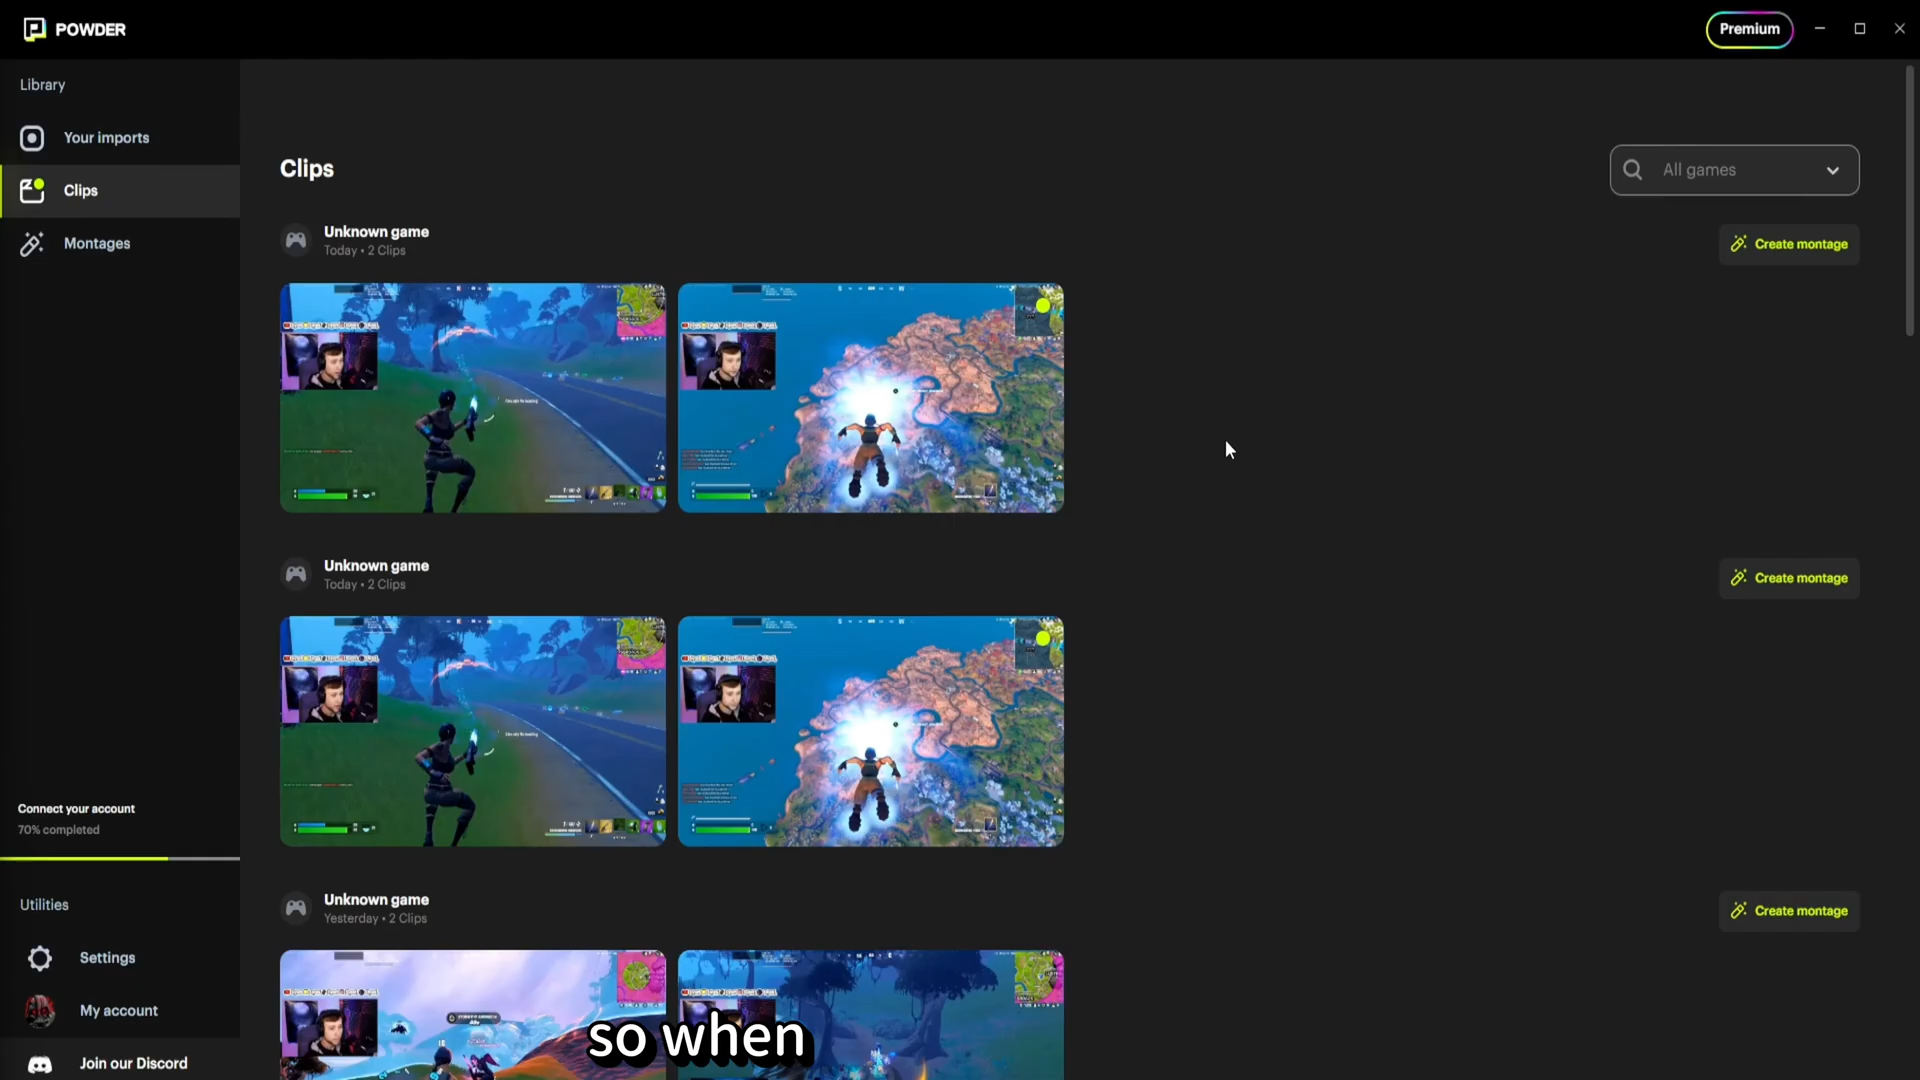 POWDER
Premium
Library
Your imports
Clips
Montages
Clips
All games
Unknown game
Today • 2 Clips
Create montage
Unknown game
Today • 2 Clips
Create montage
Unknown game
Yesterday • 2 Clips
Create montage
Connect your account
70% completed
Utilities
Settings
My account
Join our Discord
so when